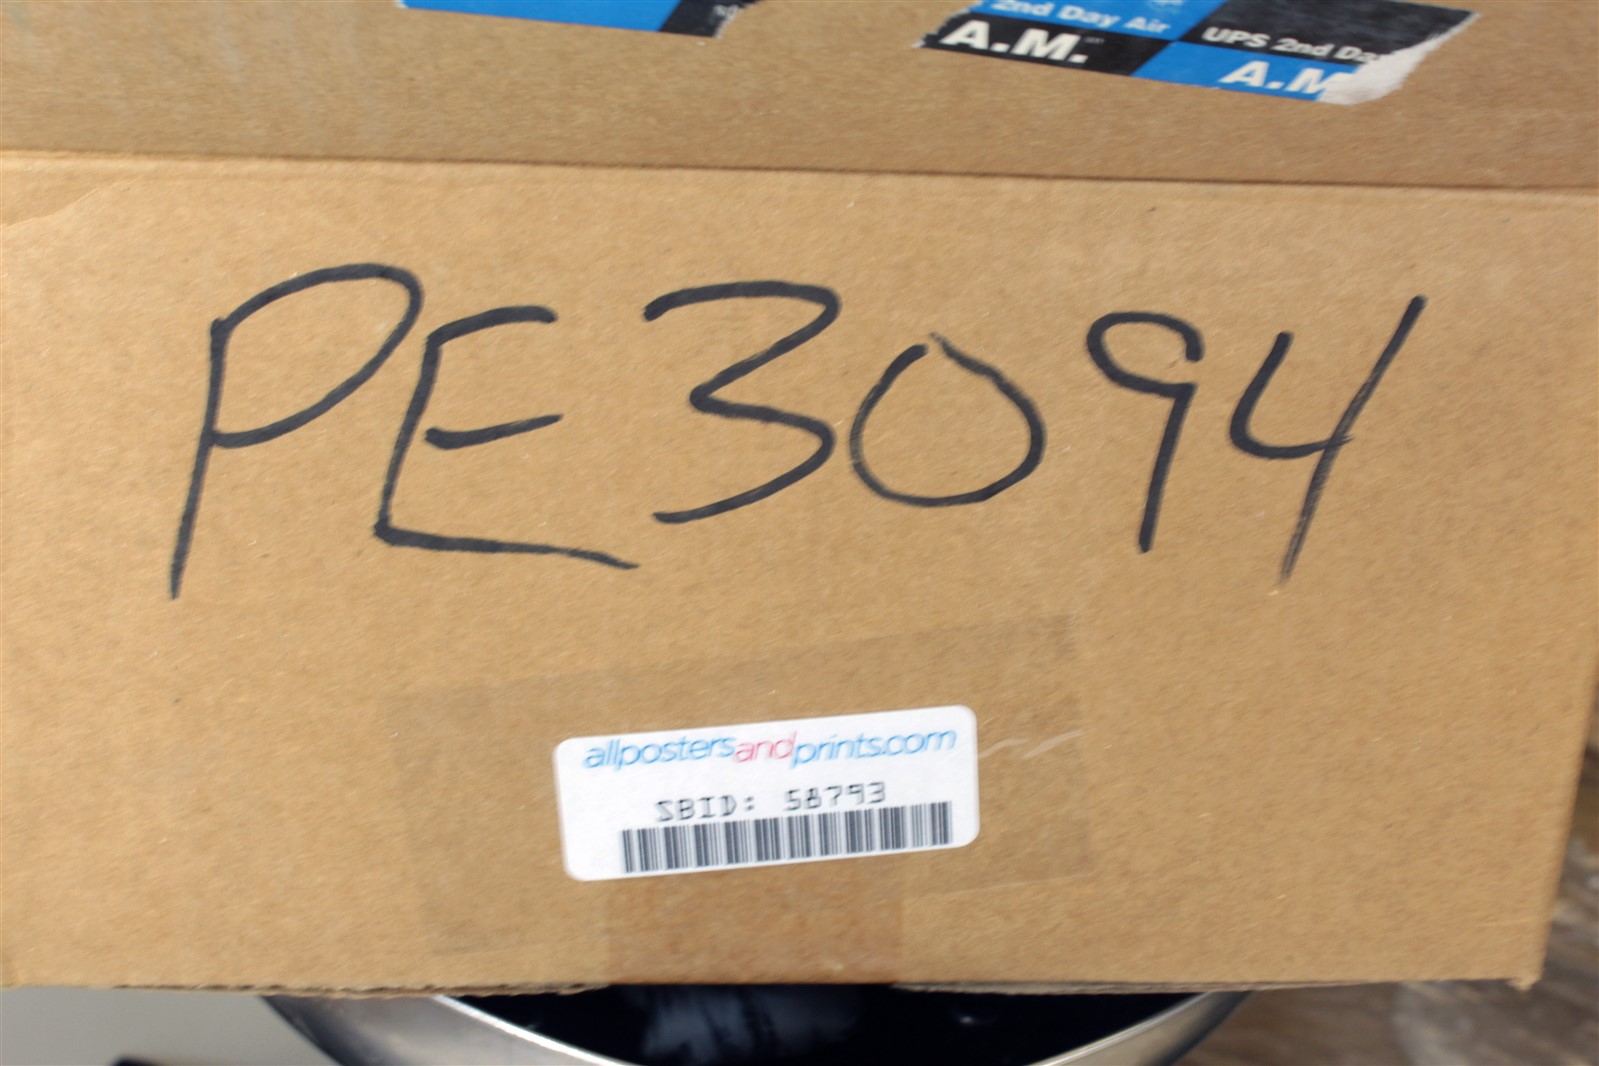 2nd Day Air
A.M.
UPS 2nd Da
A.M
PE3094
allpostersandprints.com
SBID: 58793